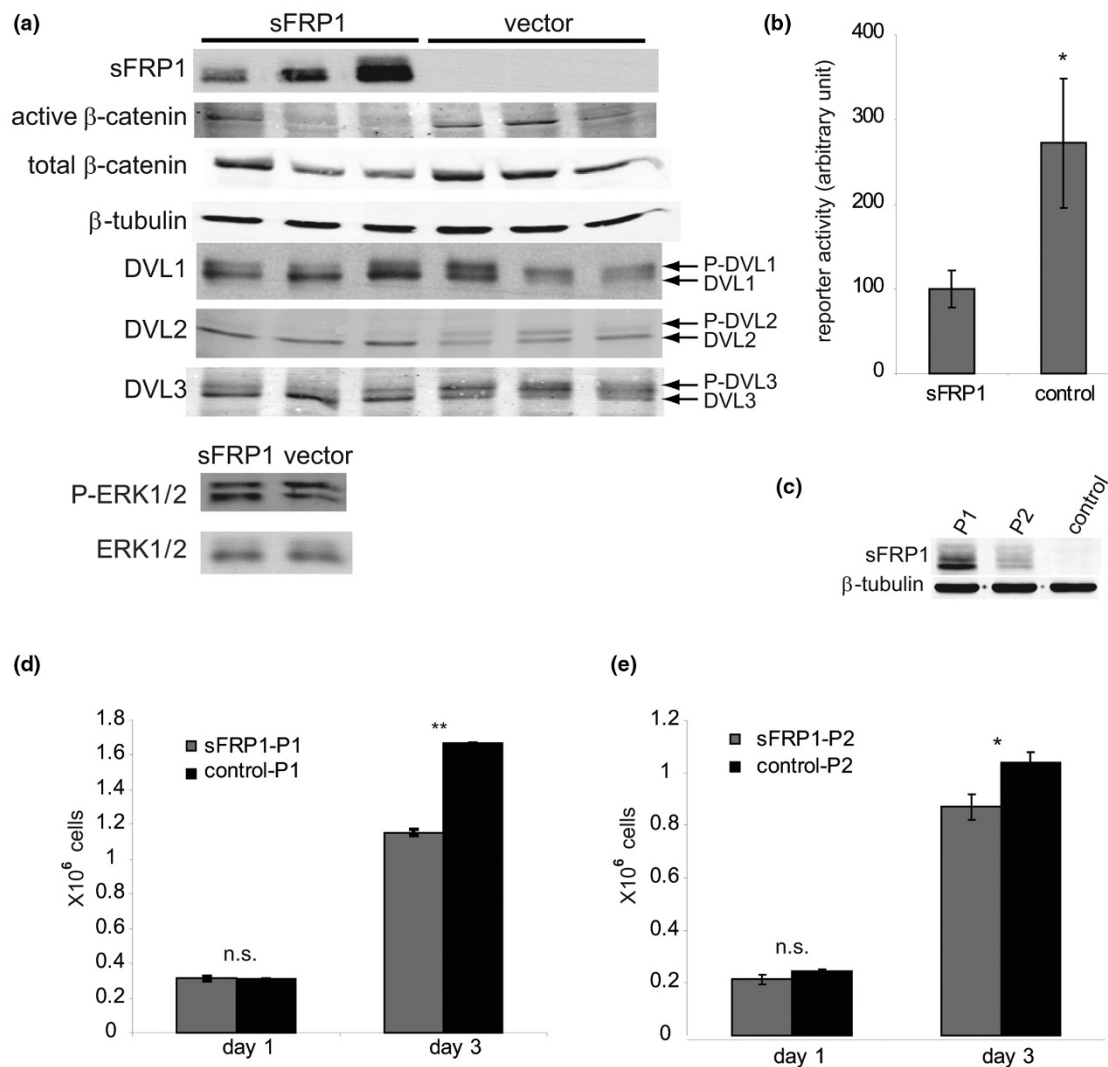 (a)
sFRP1 vector
sFRP1
active β-catenin
total β-catenin
β-tubulin
DVL1
P-DVL1
DVL1
DVL2
P-DVL2
DVL2
DVL3
P-DVL3
DVL3
sFRP1 vector
P-ERK1/2
ERK1/2
(b)
reporter activity (arbitrary unit)
400
300
200
100
0
*
sFRP1 control
(c)
P1 P2 control
sFRP1
β-tubulin
(d)
X10⁶ cells
1.8
1.6
1.4
1.2
1
0.8
0.6
0.4
0.2
0
sFRP1-P1
control-P1
n.s.
**
day 1 day 3
(e)
X10⁶ cells
1.2
1
0.8
0.6
0.4
0.2
0
sFRP1-P2
control-P2
n.s.
*
day 1 day 3